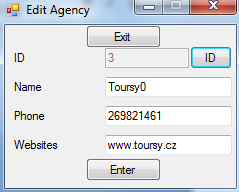 Edit Agency
Exit
ID 3 ID
Name Toursy0
Phone 269821461
Websites www.toursy.cz
Enter